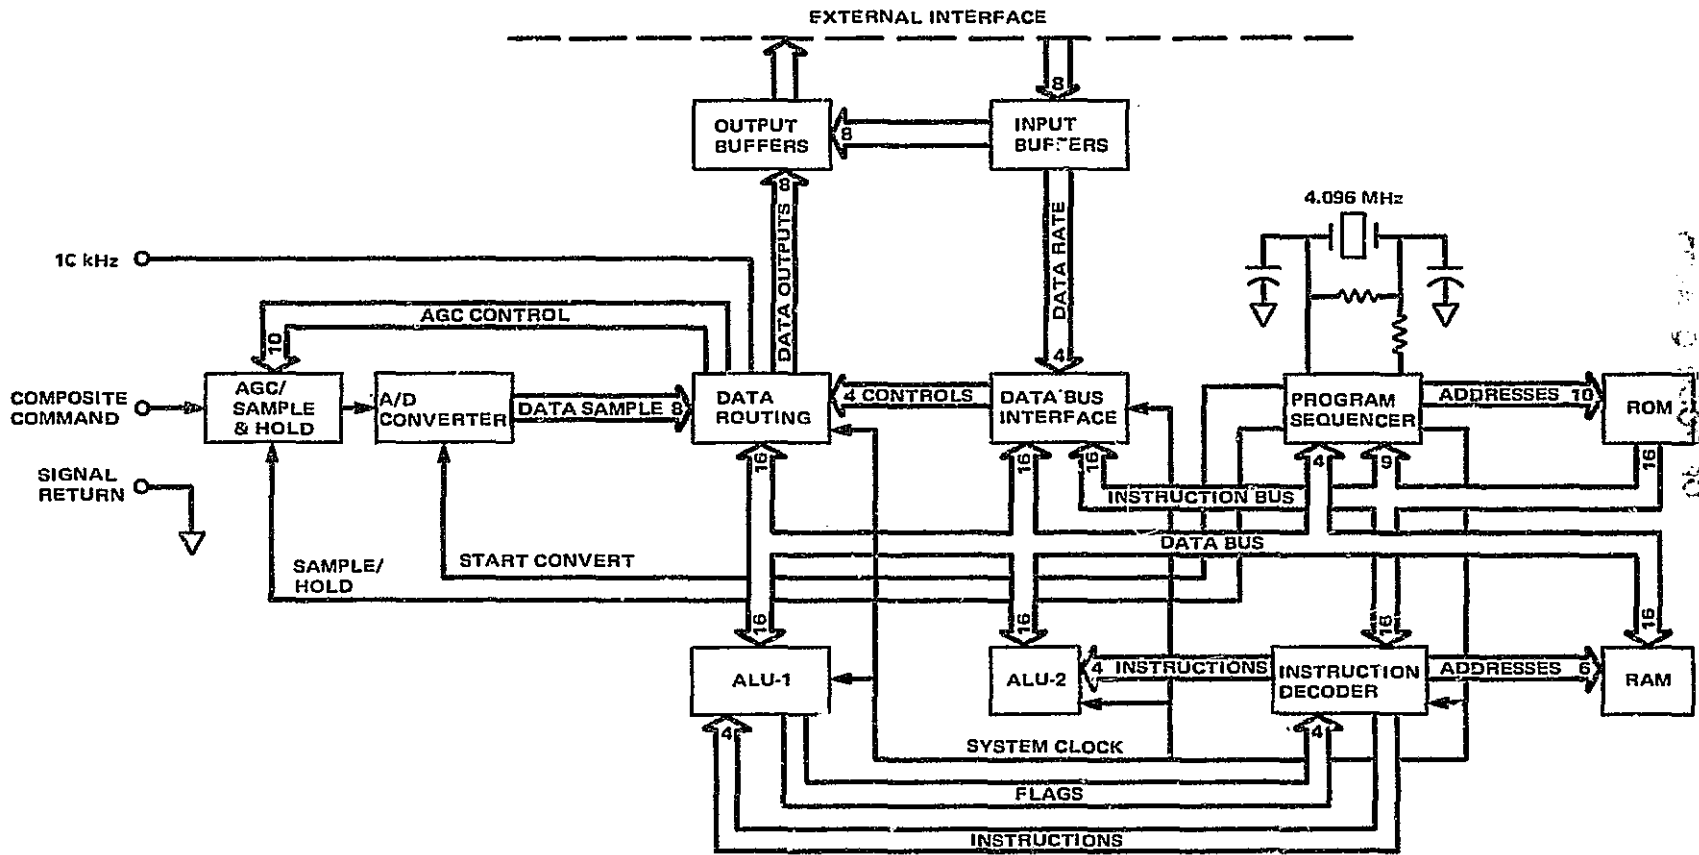 EXTERNAL INTERFACE
8
OUTPUT
BUFFERS
8
INPUT
BUFFERS
8
DATA OUTPUTS
DATA RATE
4
4.096 MHz
1C kHz
AGC CONTROL
10
COMPOSITE
COMMAND
AGC/
SAMPLE
& HOLD
A/D
CONVERTER
DATA SAMPLE 8
DATA
ROUTING
4 CONTROLS
DATA BUS
INTERFACE
PROGRAM
SEQUENCER
ADDRESSES 10
ROM
SIGNAL
RETURN
16
16
16
4
9
16
INSTRUCTION BUS
DATA BUS
START CONVERT
SAMPLE/
HOLD
16
16
16
16
ALU-1
ALU-2
4 INSTRUCTIONS
INSTRUCTION
DECODER
ADDRESSES 6
RAM
4
4
SYSTEM CLOCK
FLAGS
INSTRUCTIONS